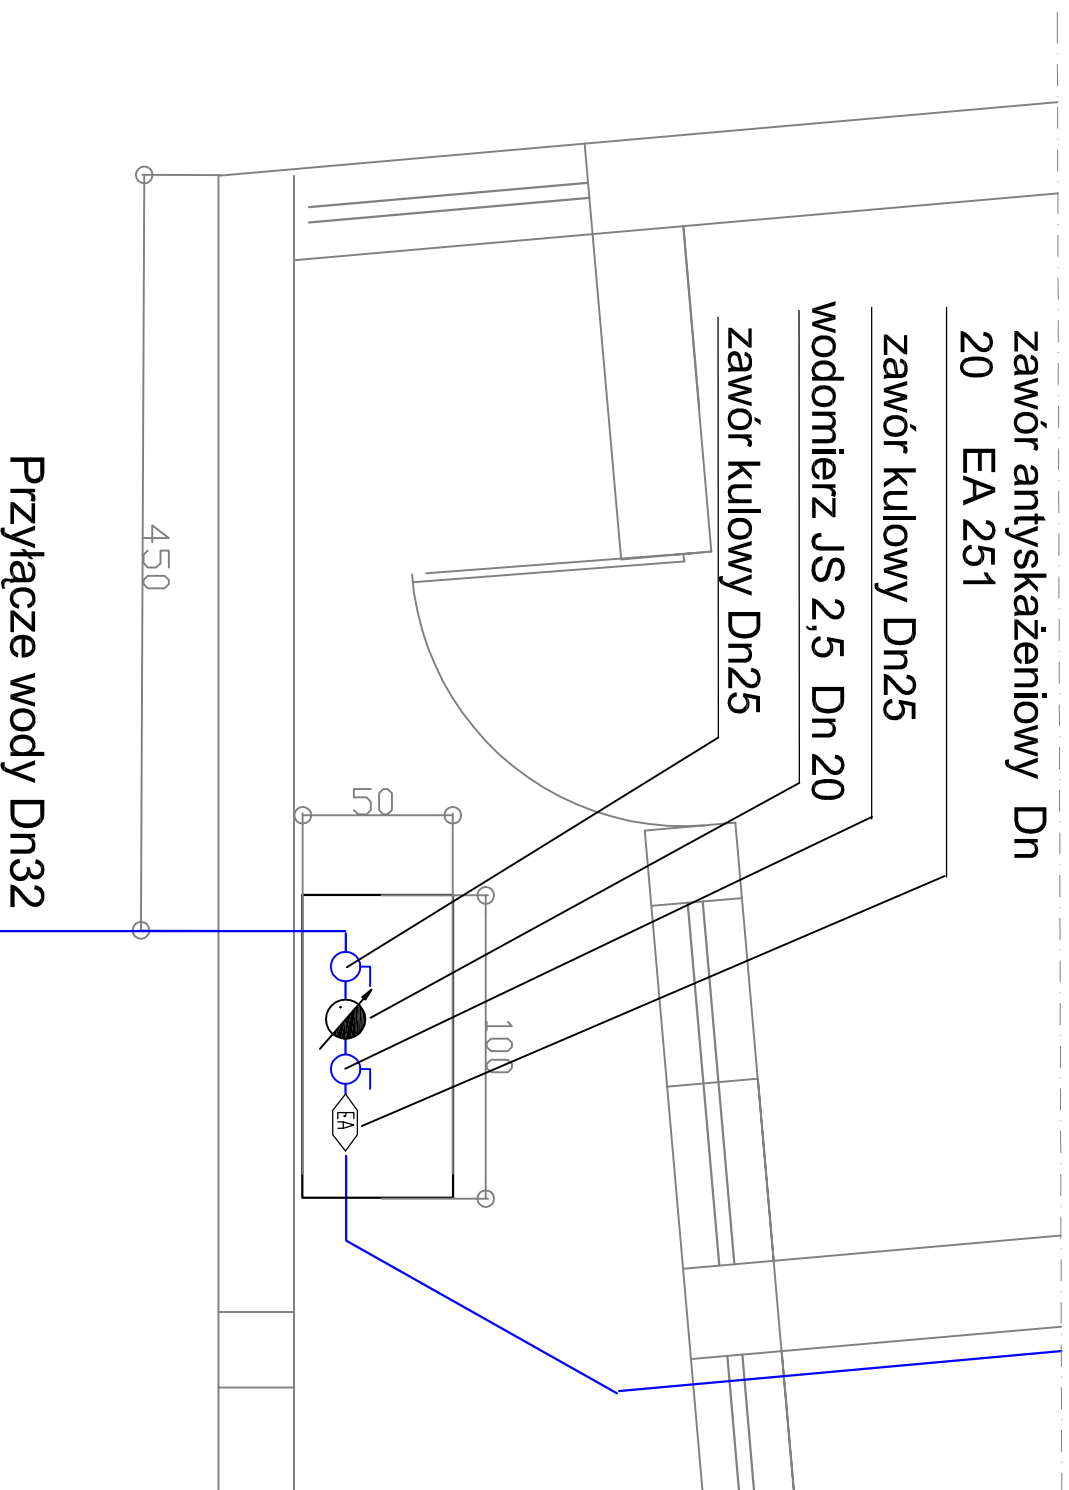 zawór antyskażeniowy Dn
20 EA 251
zawór kulowy Dn25
wodomierz JS 2,5 Dn 20
zawór kulowy Dn25
50
100
EA
450
Przyłącze wody Dn32